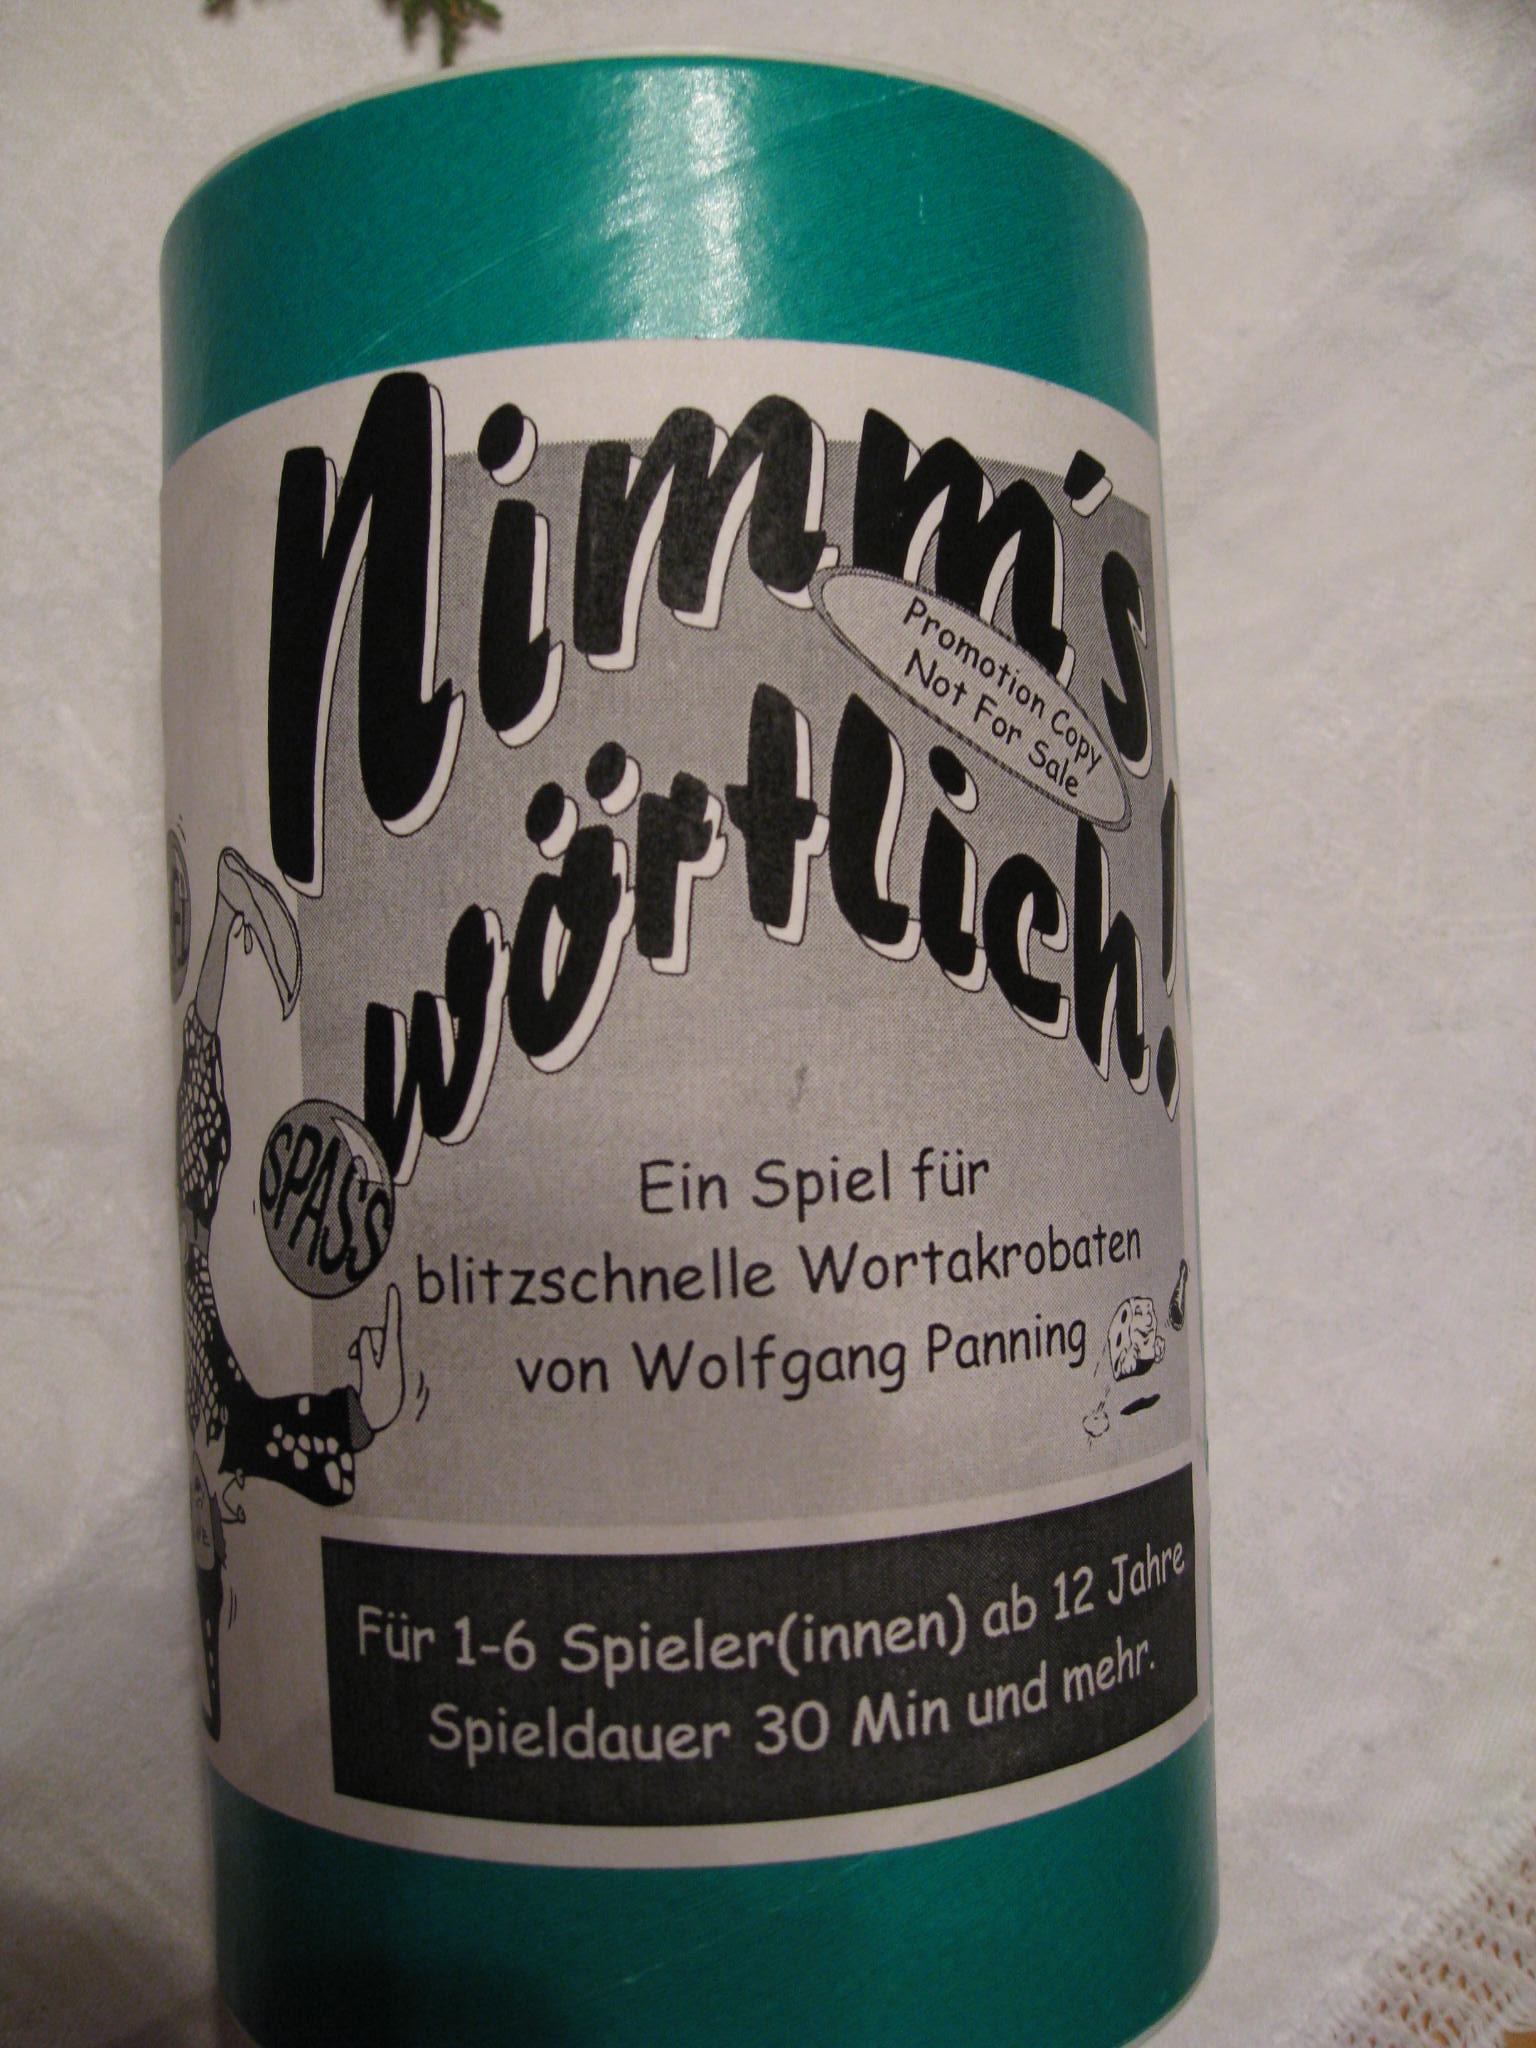 Nimm's
wörtlich!
Promotion Copy
Not For Sale
SPAS'S
Ein Spiel für
blitzschnelle Wortakrobaten
von Wolfgang Panning
Für 1-6 Spieler(innen) ab 12 Jahre
Spieldauer 30 Min und mehr.